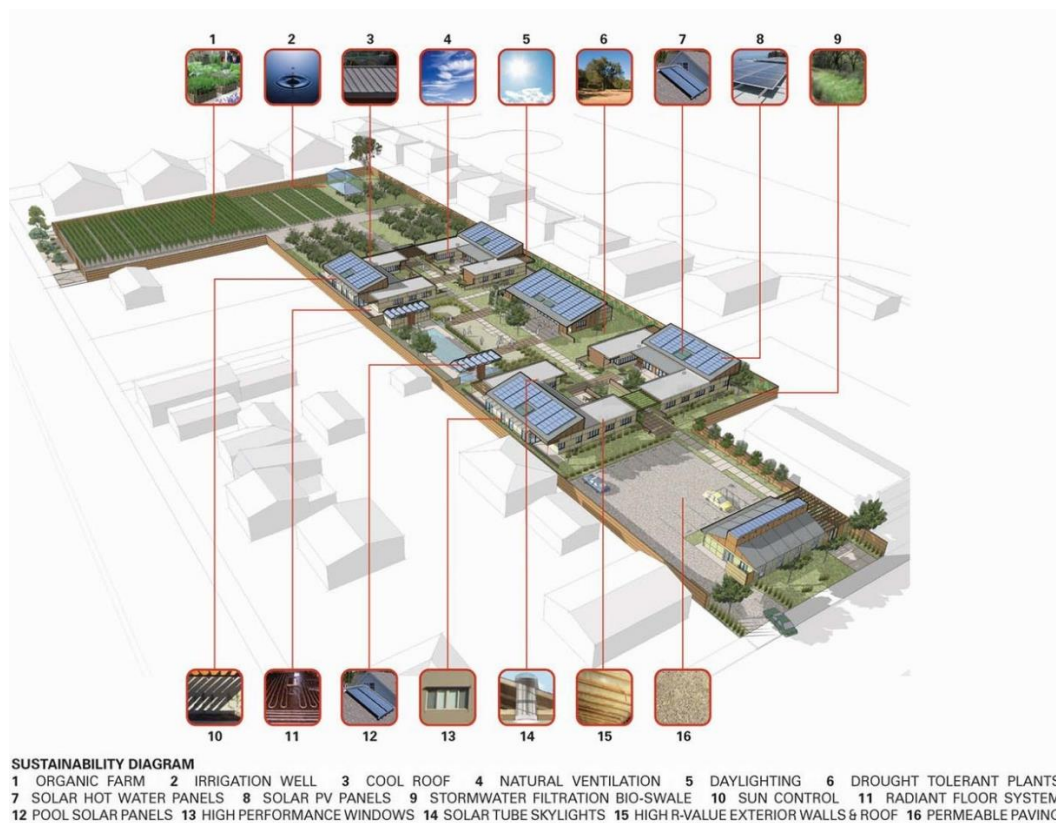 1 2 3 4 5 6 7 8 9
10 11 12 13 14 15 16
SUSTAINABILITY DIAGRAM
1 ORGANIC FARM 2 IRRIGATION WELL 3 COOL ROOF 4 NATURAL VENTILATION 5 DAYLIGHTING 6 DROUGHT TOLERANT PLANTS
7 SOLAR HOT WATER PANELS 8 SOLAR PV PANELS 9 STORMWATER FILTRATION BIO-SWALE 10 SUN CONTROL 11 RADIANT FLOOR SYSTEM
12 POOL SOLAR PANELS 13 HIGH PERFORMANCE WINDOWS 14 SOLAR TUBE SKYLIGHTS 15 HIGH R-VALUE EXTERIOR WALLS & ROOF 16 PERMEABLE PAVING